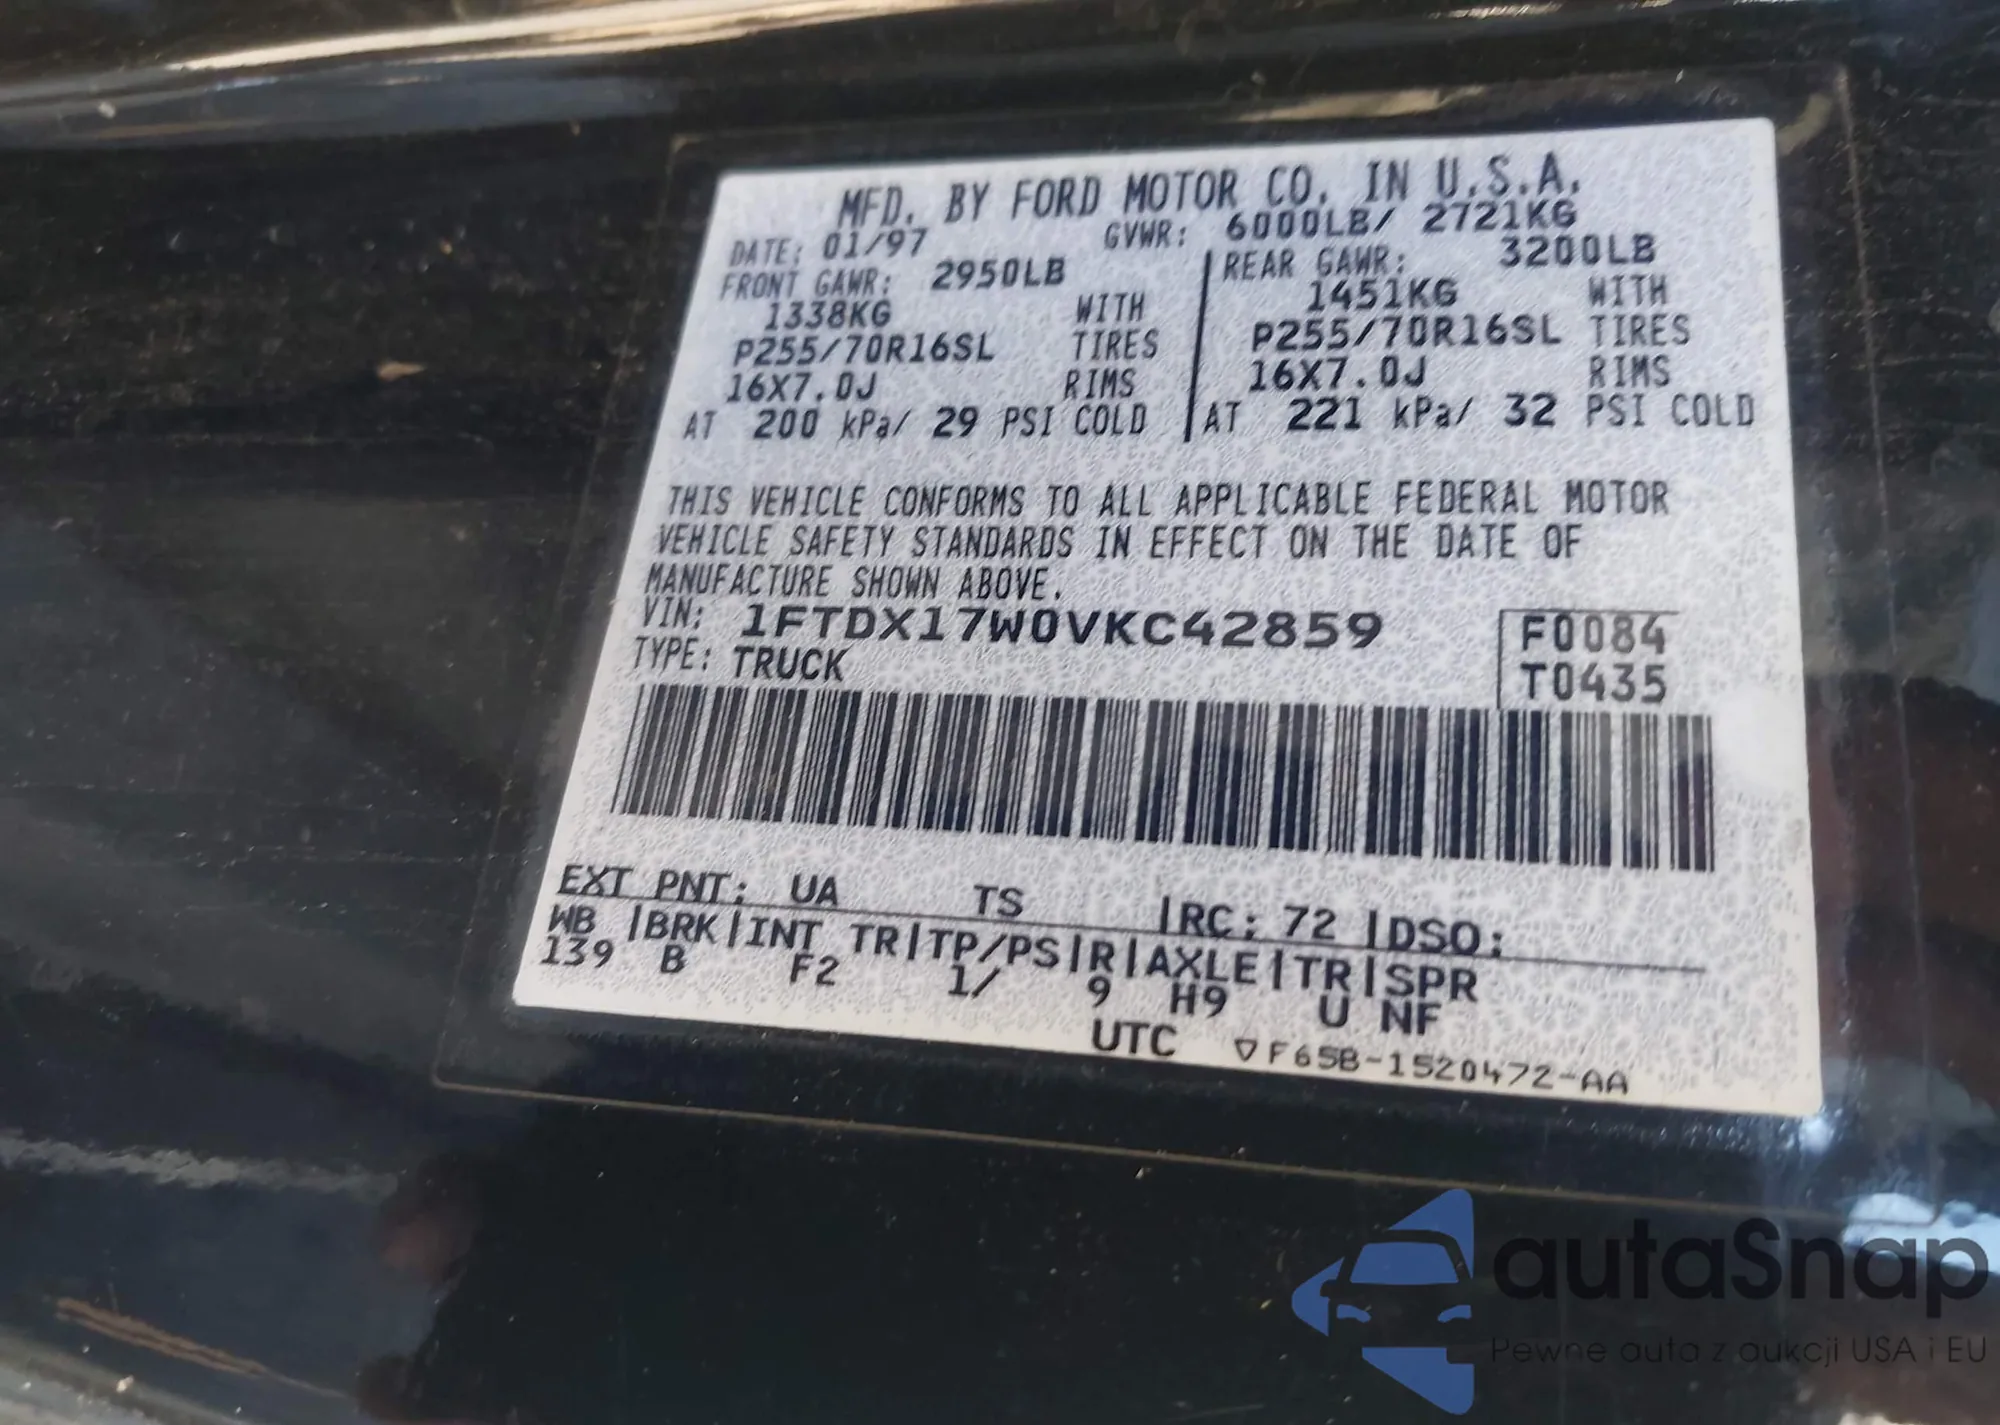 MFD. BY FORD MOTOR CO. IN U.S.A.
DATE: 01/97 GVWR: 6000LB/ 2721KG
FRONT GAWR: 2950LB REAR GAWR: 3200LB
1338KG WITH 1451KG WITH
P255/70R16SL TIRES P255/70R16SL TIRES
16X7.0J RIMS 16X7.0J RIMS
AT 200 kPa/ 29 PSI COLD AT 221 kPa/ 32 PSI COLD
THIS VEHICLE CONFORMS TO ALL APPLICABLE FEDERAL MOTOR
VEHICLE SAFETY STANDARDS IN EFFECT ON THE DATE OF
MANUFACTURE SHOWN ABOVE.
VIN: 1FTDX17W0VKC42859 F0084
TYPE: TRUCK T0435
EXT PNT: UA TS |RC: 72 |DSO:
WB |BRK|INT TR|TP/PS|R|AXLE|TR|SPR
139 B F2 1/ 9 H9 U NF
UTC ▽F65B-1520472-AA
autoSnap
Pewne auta z aukcji USA i EU